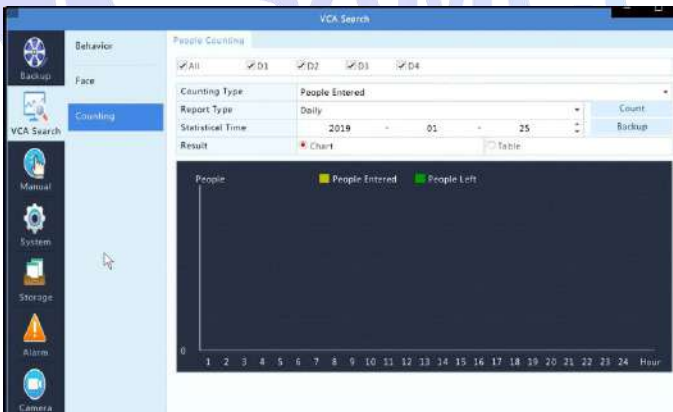 VCA Search
Backup
VCA Search
Manual
System
Storage
Alarm
Camera
Behavior
Face
Counting
People Counting
All D1 D2 D3 D4
Counting Type People Entered
Report Type Daily Count
Statistical Time 2019 - 01 - 25 Backup
Result Chart Table
People People Entered People Left
0
1 2 3 4 5 6 7 8 9 10 11 12 13 14 15 16 17 18 19 20 21 22 23 24 Hour